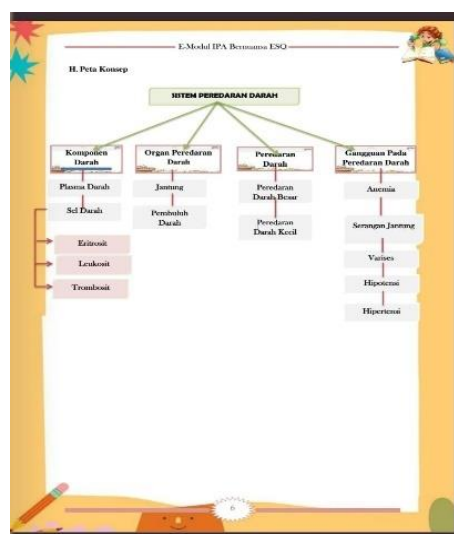 E-Modul IPA Bernuansa ESQ
H. Peta Konsep
SISTEM PEREDARAN DARAH
Komponen
Darah
Plasma Darah
Sel Darah
Eritrosit
Leukosit
Trombosit
Organ Peredaran
Darah
Jantung
Pembuluh
Darah
Peredaran
Darah
Peredaran
Darah Besar
Peredaran
Darah Kecil
Gangguan Pada
Peredaran Darah
Anemia
Serangan Jantung
Varises
Hipotensi
Hipertensi
6